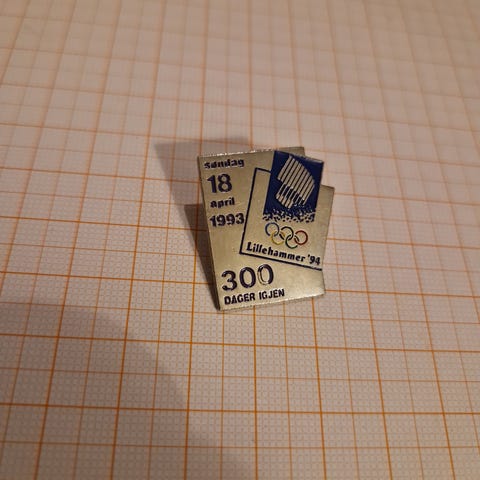 Søndag
18
april
1993
Lillehammer '94
300
DAGER IGJEN